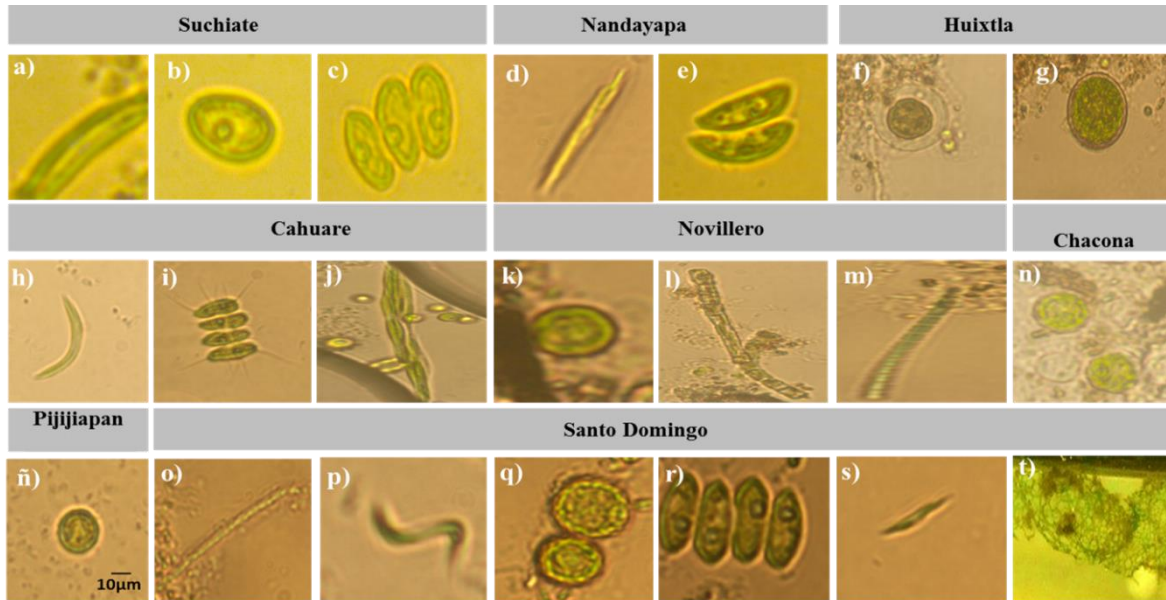 Suchiate Nandayapa Huixtla
a) b) c) d) e) f) g)
Cahuare Novillero Chacona
h) i) j) k) l) m) n)
Pijijiapan Santo Domingo
ñ) o) p) q) r) s) t)
10µm